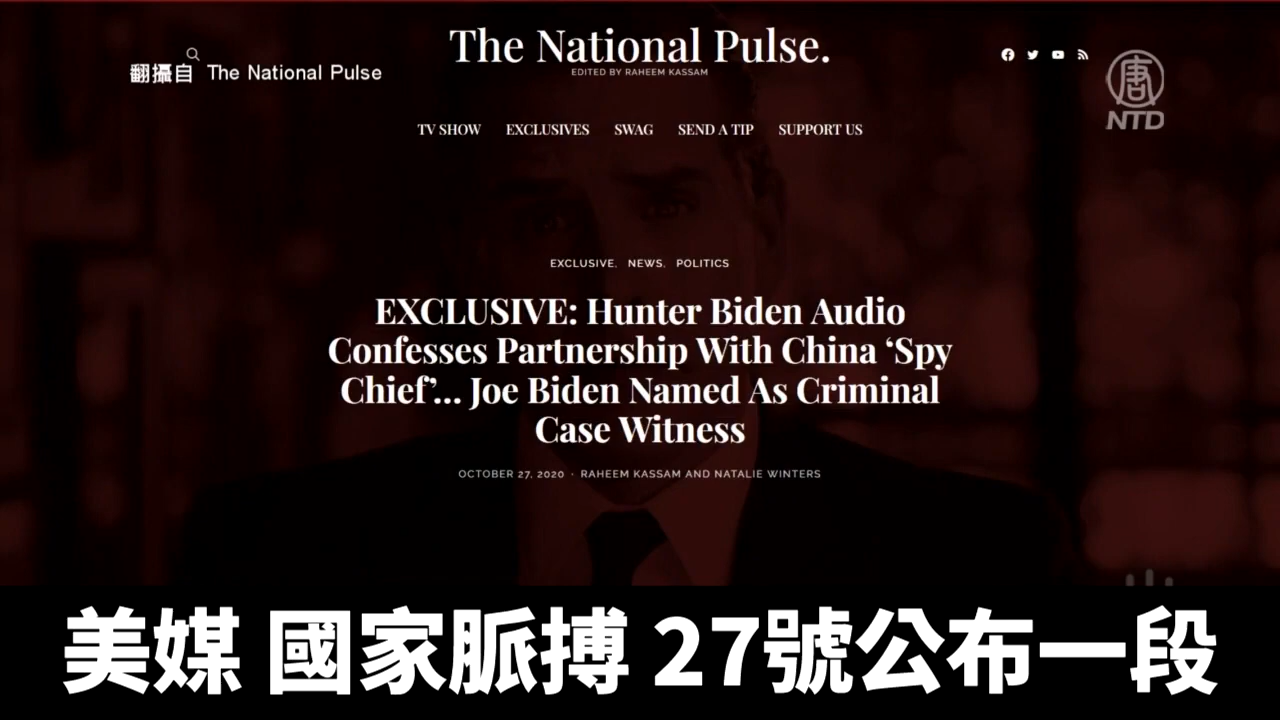 The National Pulse.
EDITED BY RAHEEM KASSAM
翻攝自 The National Pulse
唐
NTD
TV SHOW EXCLUSIVES SWAG SEND A TIP SUPPORT US
EXCLUSIVE, NEWS, POLITICS
EXCLUSIVE: Hunter Biden Audio
Confesses Partnership With China ‘Spy
Chief’... Joe Biden Named As Criminal
Case Witness
OCTOBER 27, 2020 · RAHEEM KASSAM AND NATALIE WINTERS
美媒 國家脈搏 27號公布一段